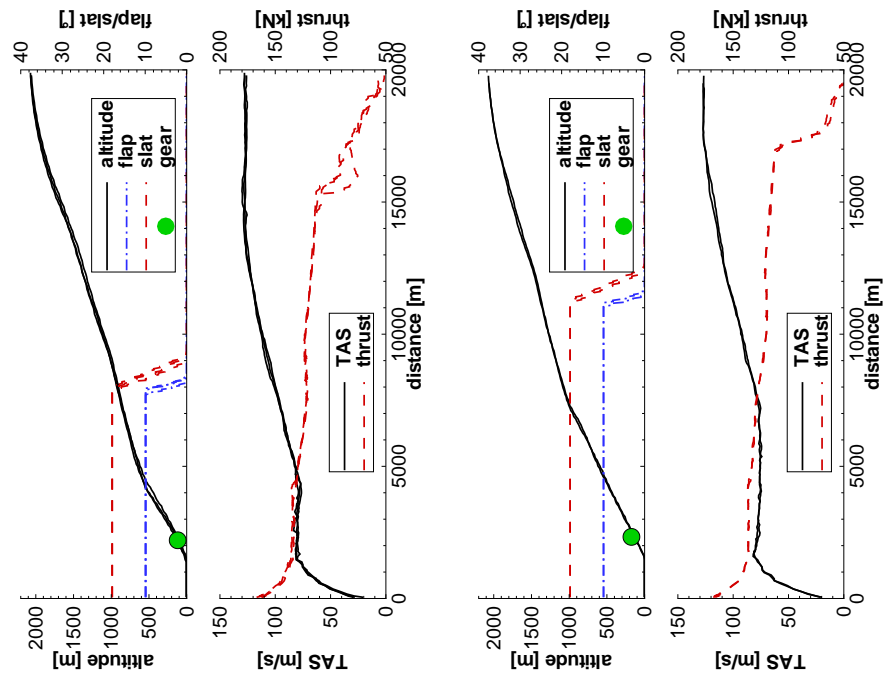 altitude [m]
0
500
1000
1500
2000
flap/slat [°]
0
10
20
30
40
altitude
flap
slat
gear
TAS [m/s]
0
50
100
150
200
thrust [kN]
50
100
150
200
TAS
thrust
0
5000
10000
15000
20000
distance [m]
altitude [m]
0
500
1000
1500
2000
flap/slat [°]
0
10
20
30
40
altitude
flap
slat
gear
TAS [m/s]
0
50
100
150
200
thrust [kN]
50
100
150
200
TAS
thrust
0
5000
10000
15000
20000
distance [m]